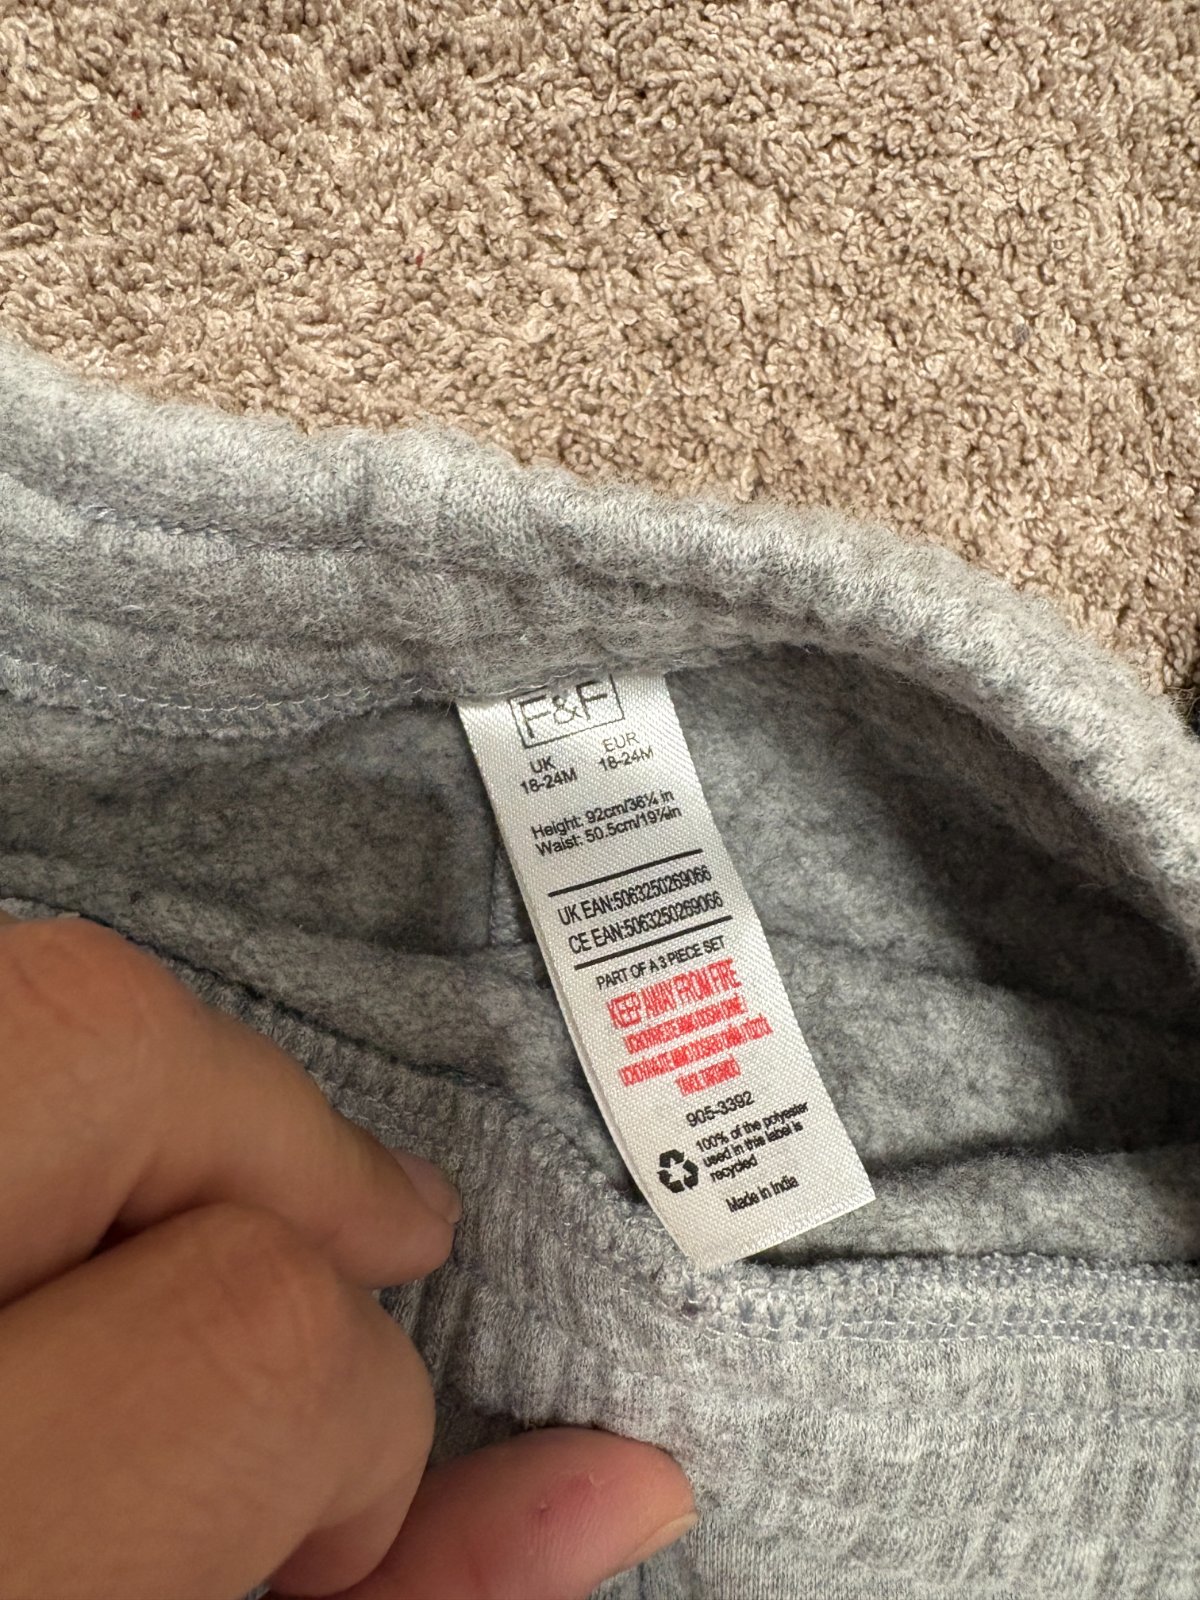 F&F
UK EUR
18-24M 18-24M
Height: 92cm/36¼ in
Waist: 50.5cm/19⅞in
UK EAN:5063250269066
CE EAN:5063250269066
PART OF A 3 PIECE SET
KEEP AWAY FROM FIRE
905-3392
100% of the polyester
used in this label is
recycled
Made in India